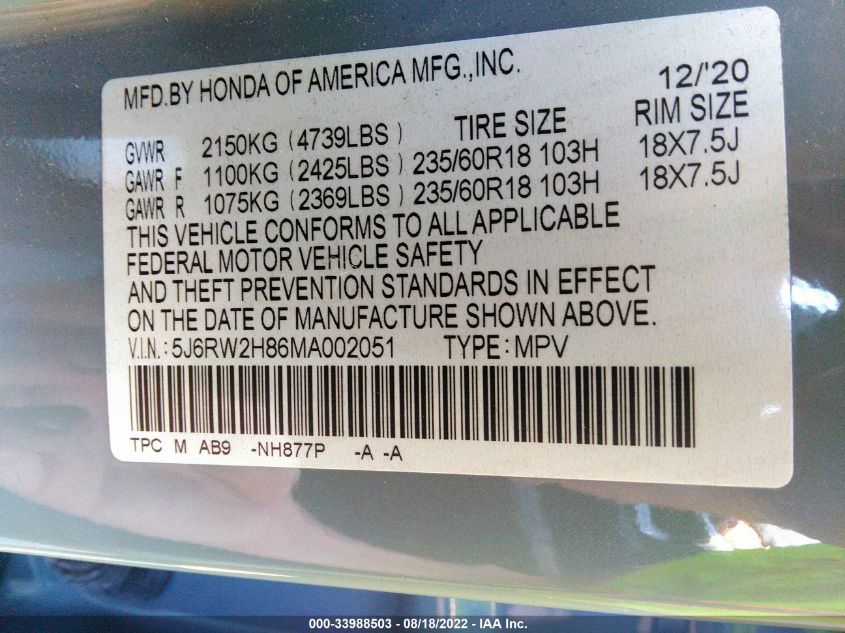 MFD.BY HONDA OF AMERICA MFG.,INC. 12/'20
GVWR 2150KG (4739LBS) TIRE SIZE RIM SIZE
GAWR F 1100KG (2425LBS) 235/60R18 103H 18X7.5J
GAWR R 1075KG (2369LBS) 235/60R18 103H 18X7.5J
THIS VEHICLE CONFORMS TO ALL APPLICABLE
FEDERAL MOTOR VEHICLE SAFETY
AND THEFT PREVENTION STANDARDS IN EFFECT
ON THE DATE OF MANUFACTURE SHOWN ABOVE.
V.I.N.: 5J6RW2H86MA002051 TYPE: MPV
TPC M AB9 -NH877P -A -A
000-33988503 - 08/18/2022 - IAA Inc.